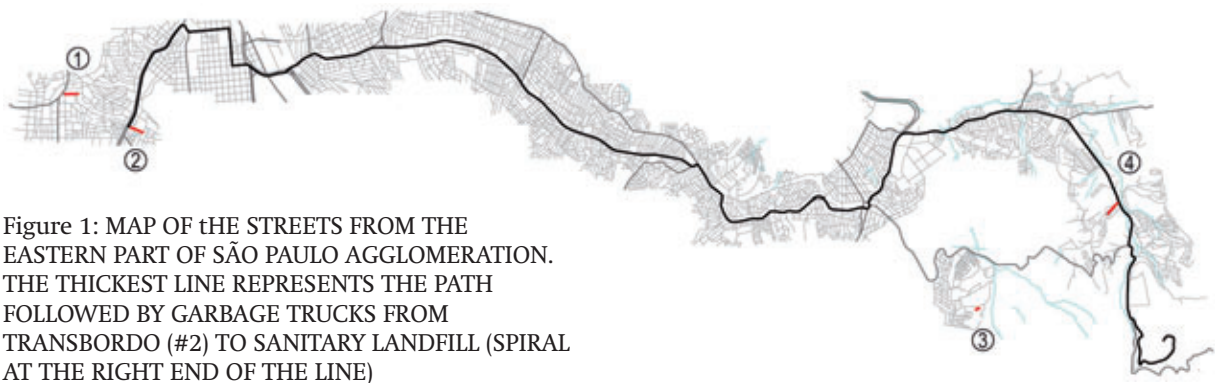 ①
②
④
③
Figure 1: MAP OF tHE STREETS FROM THE
EASTERN PART OF SÃO PAULO AGGLOMERATION.
THE THICKEST LINE REPRESENTS THE PATH
FOLLOWED BY GARBAGE TRUCKS FROM
TRANSBORDO (#2) TO SANITARY LANDFILL (SPIRAL
AT THE RIGHT END OF THE LINE)